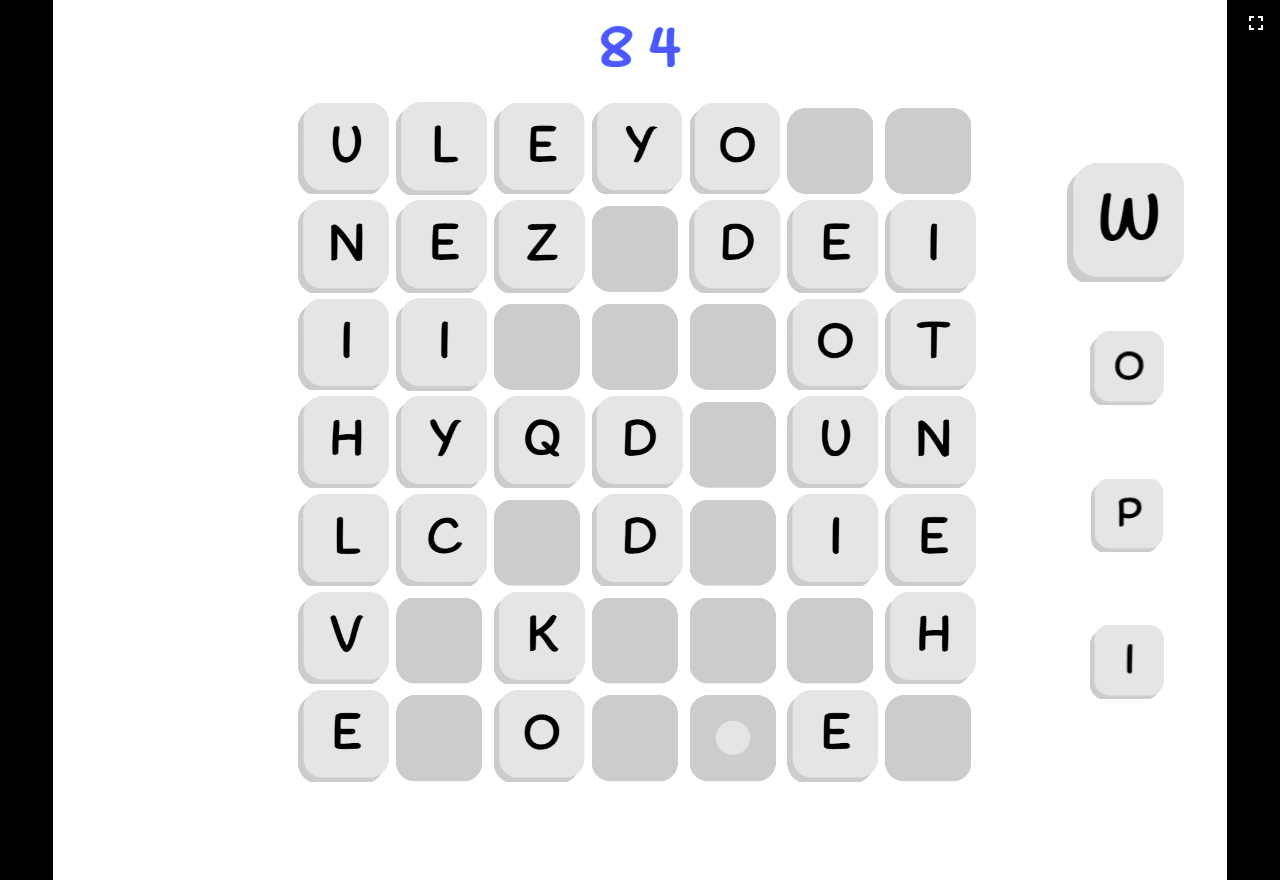 84
U L E Y O
N E Z D E I
I I O T
H Y Q D U N
L C D I E
V K H
E O E
W
O
P
I